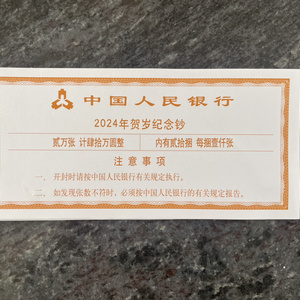 中国人民银行
2024年贺岁纪念钞
贰万张 计肆拾万圆整 内有贰拾捆 每捆壹仟张
注意事项
一、开封时请按中国人民银行有关规定执行。
二、如发现张数不符时，必须按中国人民银行的有关规定报告。